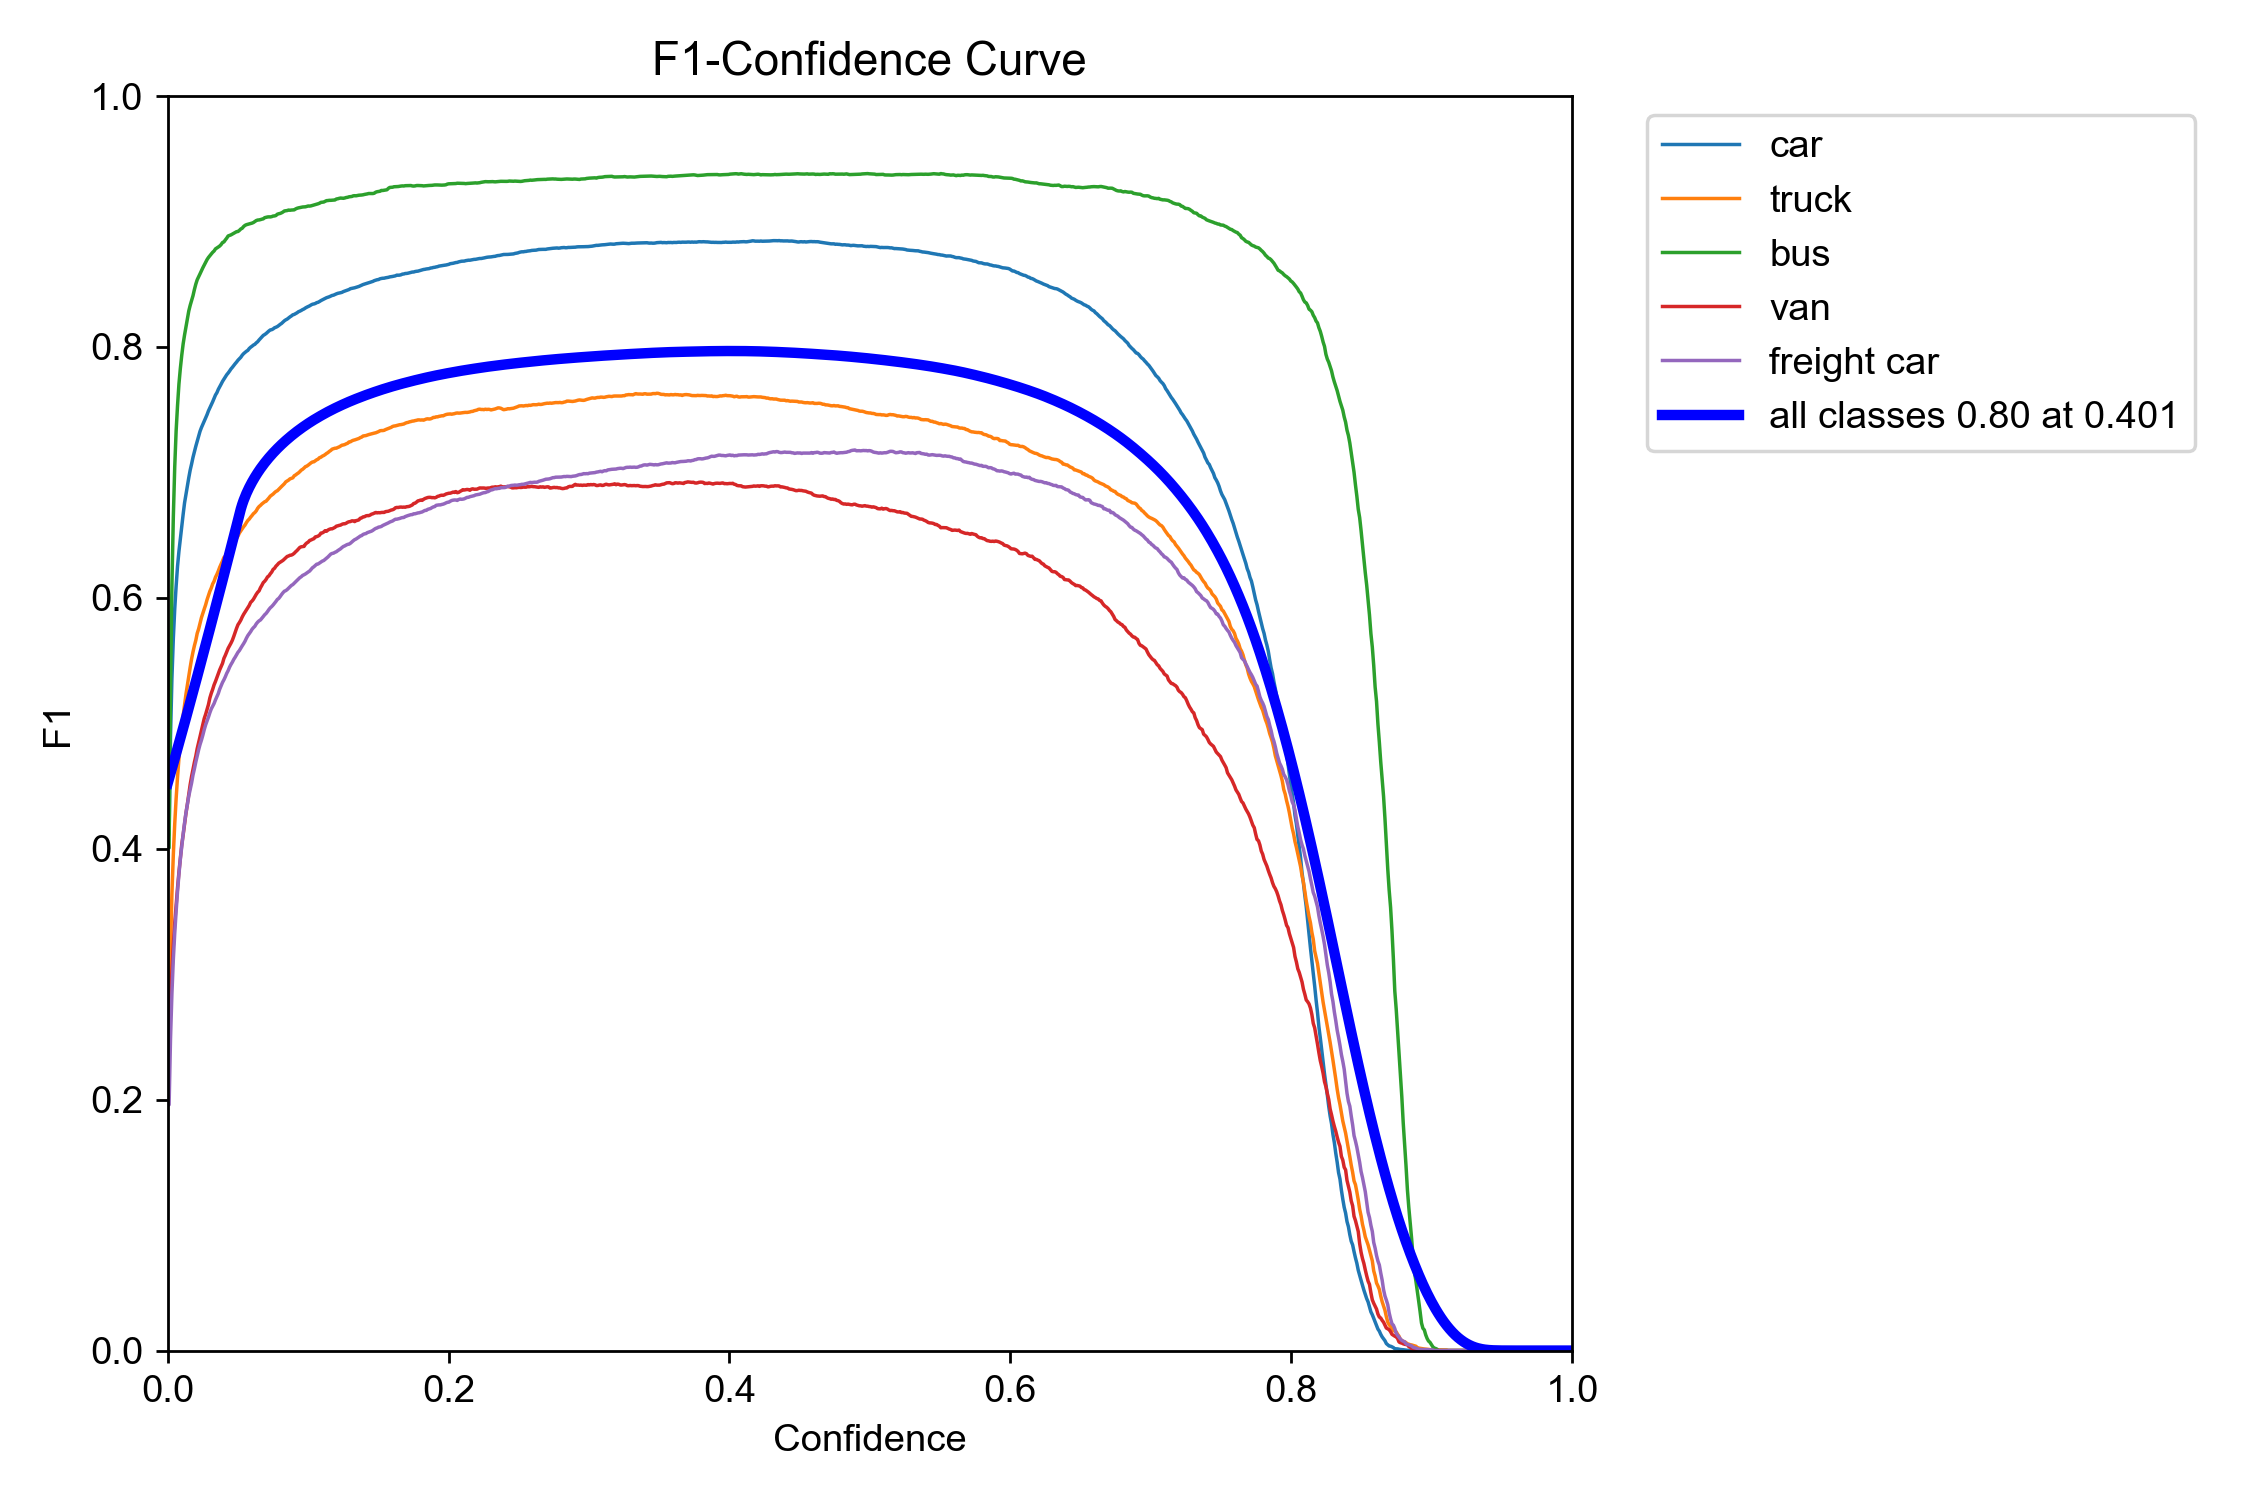 F1-Confidence Curve
1.0
0.8
0.6
0.4
0.2
0.0
F1
0.0 0.2 0.4 0.6 0.8 1.0
Confidence
car
truck
bus
van
freight car
all classes 0.80 at 0.401